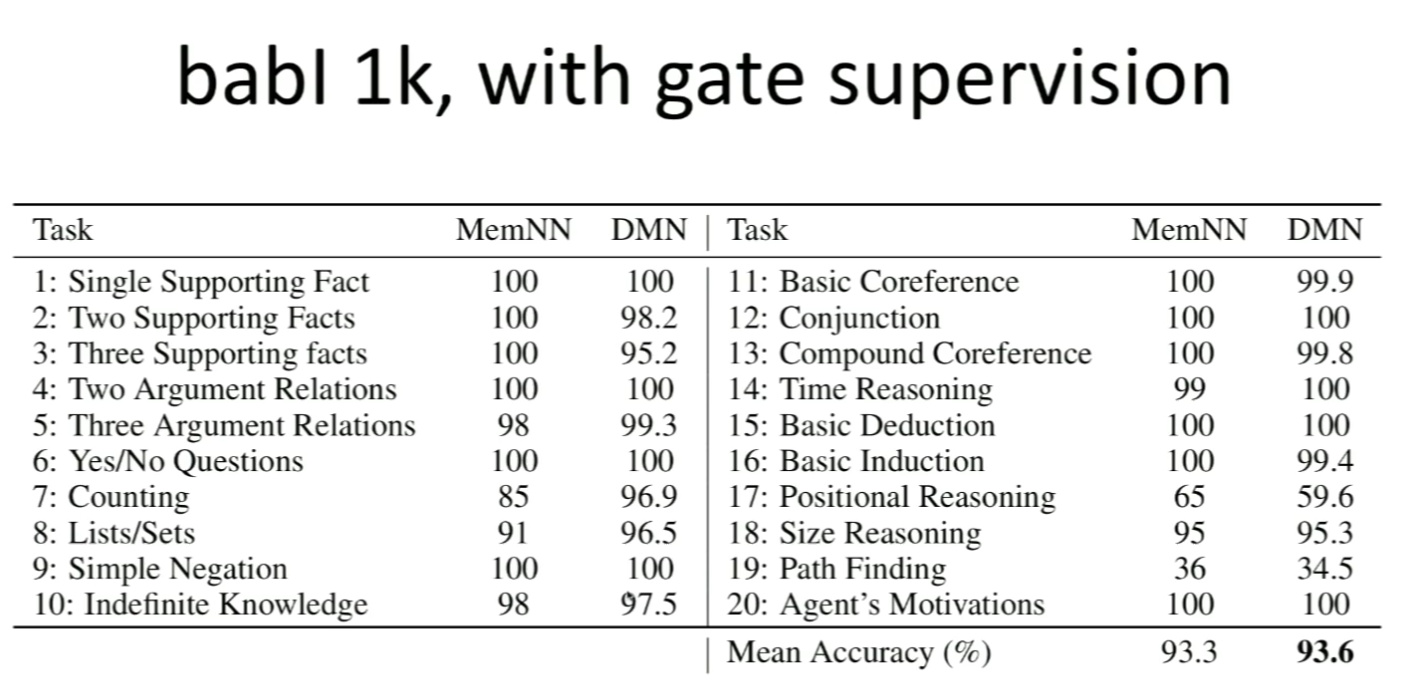 babI 1k, with gate supervision
Task MemNN DMN Task MemNN DMN
1: Single Supporting Fact 100 100 11: Basic Coreference 100 99.9
2: Two Supporting Facts 100 98.2 12: Conjunction 100 100
3: Three Supporting facts 100 95.2 13: Compound Coreference 100 99.8
4: Two Argument Relations 100 100 14: Time Reasoning 99 100
5: Three Argument Relations 98 99.3 15: Basic Deduction 100 100
6: Yes/No Questions 100 100 16: Basic Induction 100 99.4
7: Counting 85 96.9 17: Positional Reasoning 65 59.6
8: Lists/Sets 91 96.5 18: Size Reasoning 95 95.3
9: Simple Negation 100 100 19: Path Finding 36 34.5
10: Indefinite Knowledge 98 97.5 20: Agent's Motivations 100 100
Mean Accuracy (%) 93.3 93.6